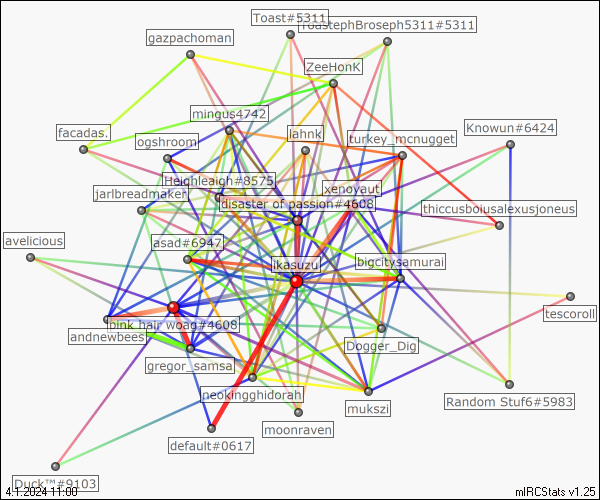 Toast#5311
ToastephBroseph5311#5311
gazpachoman
ZeeHonK
mingus4742
facadas.
ogshroom
lahnk
turkey_mcnugget
Knowun#6424
Heighleaigh#8575
xenoyaut
jarlbreadmaker
disaster of passion#4608
thiccusbousalexusjoneus
avelicious
asad#6947
ikasuzu
bigcitysamurai
tescoroll
pink hair woag#4608
andnewbees
Dogger_Dig
gregor_samsa
neokingghidorah
mukszi
Random Stuf6#5983
moonraven
default#0617
Duck™#9103
4.1.2024 11:00
mIRCStats v1.25